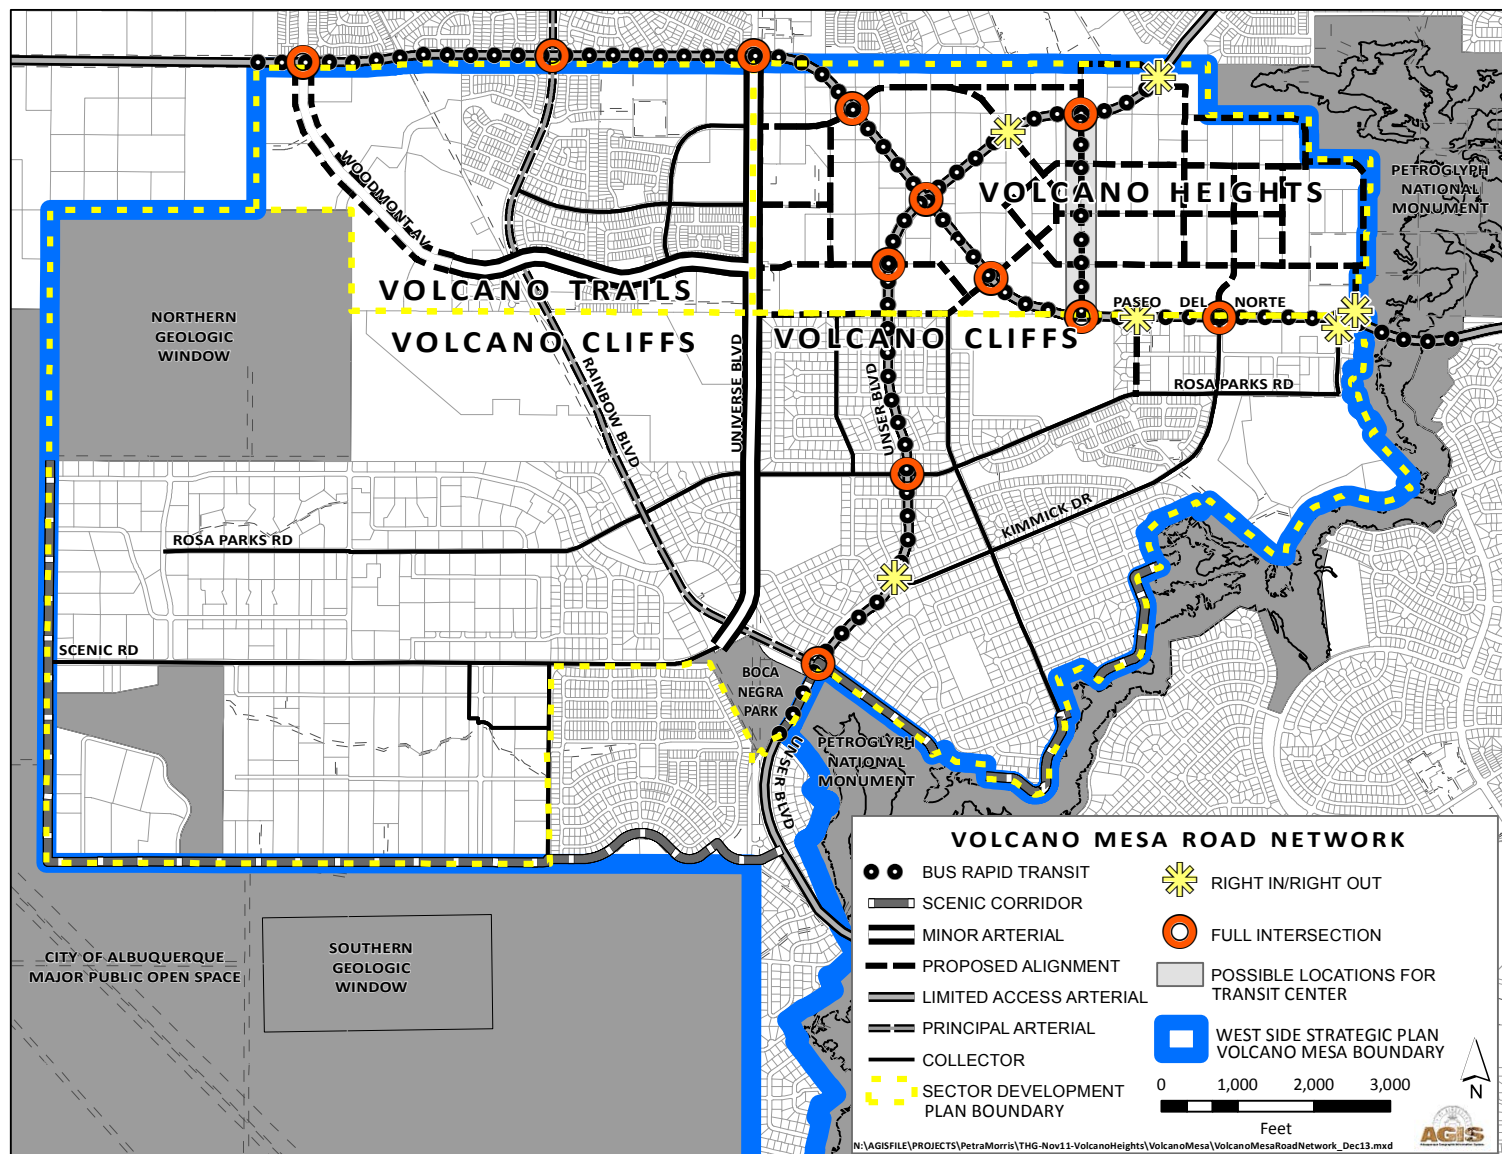 PETROGLYPH
NATIONAL
MONUMENT
WOODMONT AV
VOLCANO HEIGHTS
VOLCANO TRAILS
PASEO DEL NORTE
NORTHERN
GEOLOGIC
WINDOW
VOLCANO CLIFFS
VOLCANO CLIFFS
RAINBOW BLVD
UNIVERSE BLVD
UNSER BLVD
ROSA PARKS RD
KIMMICK DR
ROSA PARKS RD
SCENIC RD
BOCA
NEGRA
PARK
UNSER BLVD
PETROGLYPH
NATIONAL
MONUMENT
CITY OF ALBUQUERQUE
MAJOR PUBLIC OPEN SPACE
SOUTHERN
GEOLOGIC
WINDOW
VOLCANO MESA ROAD NETWORK
BUS RAPID TRANSIT
SCENIC CORRIDOR
MINOR ARTERIAL
PROPOSED ALIGNMENT
LIMITED ACCESS ARTERIAL
PRINCIPAL ARTERIAL
COLLECTOR
SECTOR DEVELOPMENT
PLAN BOUNDARY
RIGHT IN/RIGHT OUT
FULL INTERSECTION
POSSIBLE LOCATIONS FOR
TRANSIT CENTER
WEST SIDE STRATEGIC PLAN
VOLCANO MESA BOUNDARY
0 1,000 2,000 3,000
Feet
N
AGIS
N:\AGISFILE\PROJECTS\PetraMorris\THG-Nov11-VolcanoHeights\VolcanoMesa\VolcanoMesaRoadNetwork_Dec13.mxd